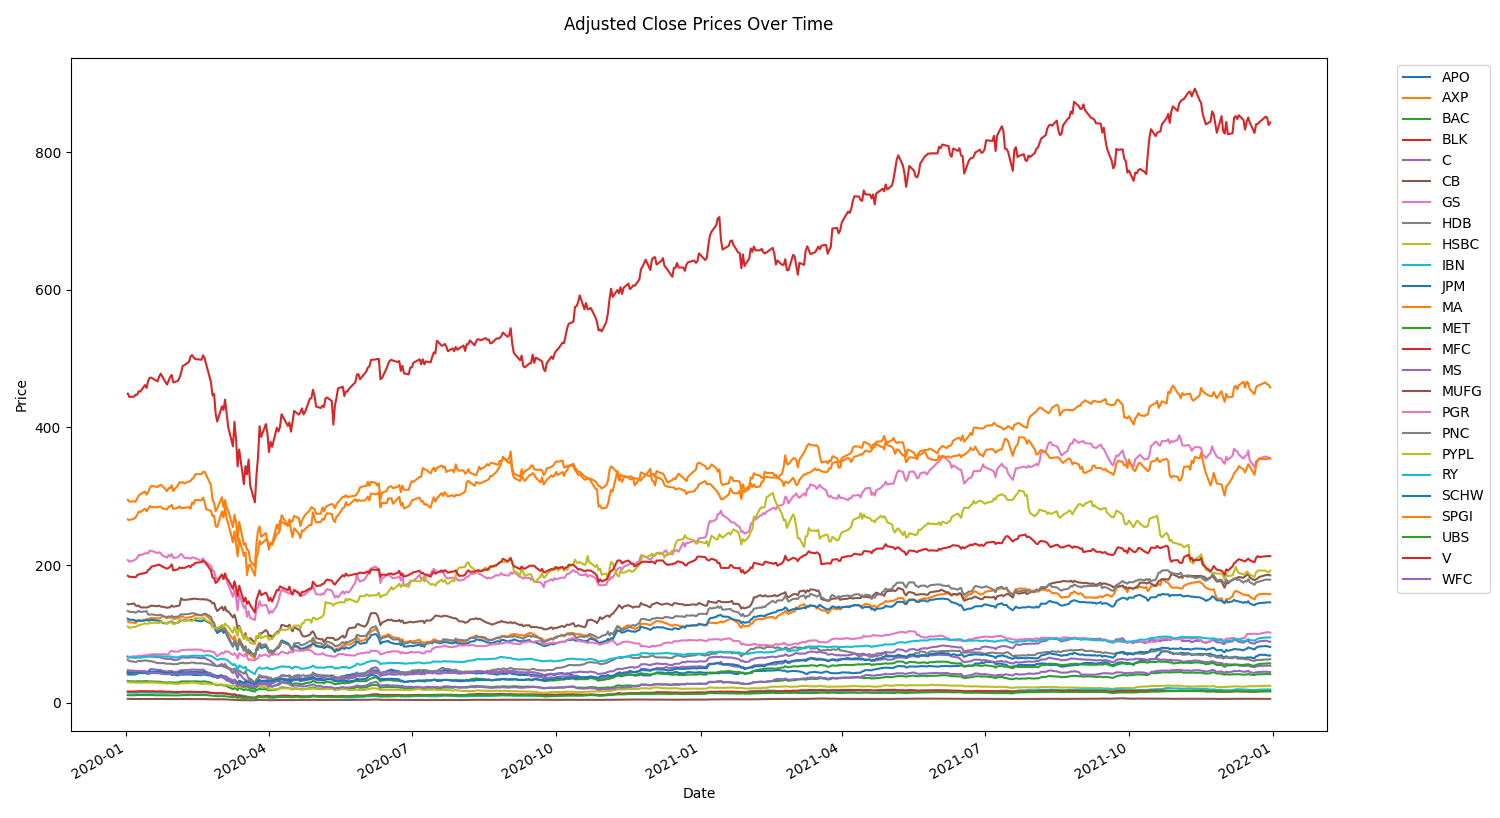 Adjusted Close Prices Over Time
Price
800
600
400
200
0
2020-01
2020-04
2020-07
2020-10
2021-01
2021-04
2021-07
2021-10
2022-01
Date
APO
AXP
BAC
BLK
C
CB
GS
HDB
HSBC
IBN
JPM
MA
MET
MFC
MS
MUFG
PGR
PNC
PYPL
RY
SCHW
SPGI
UBS
V
WFC